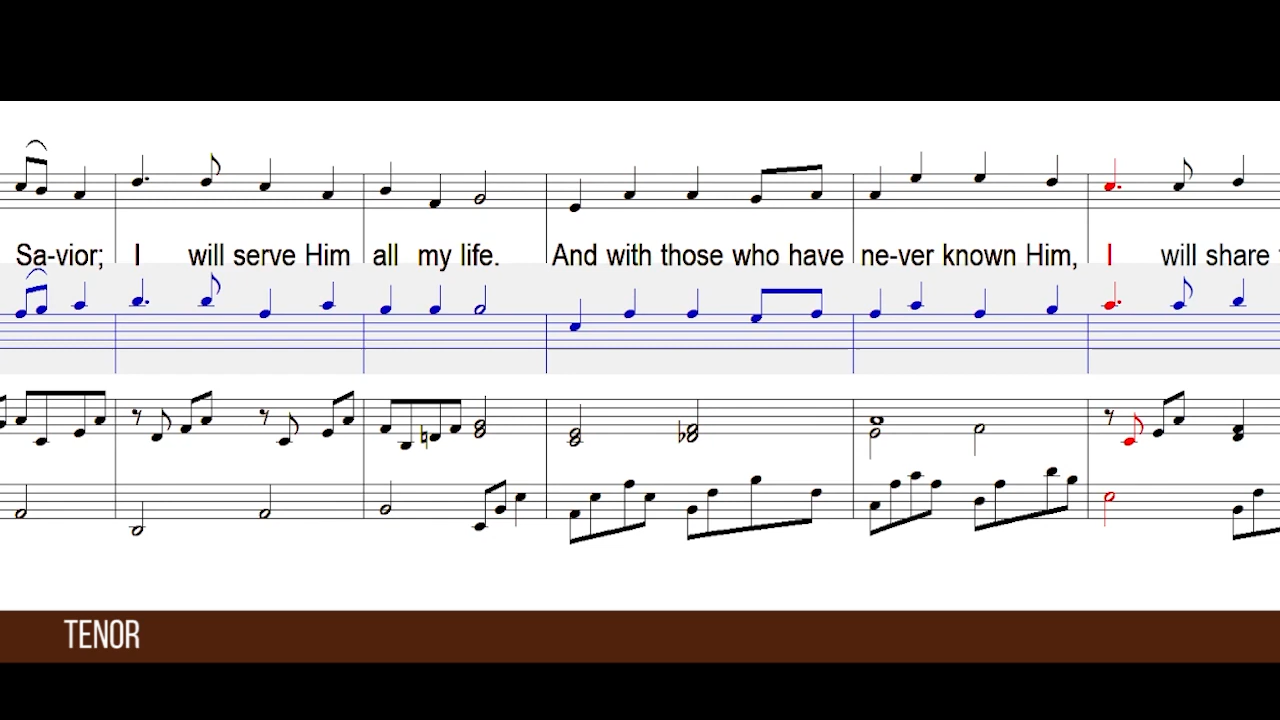 Sa-vior; I will serve Him all my life. And with those who have ne-ver known Him, I will share
TENOR